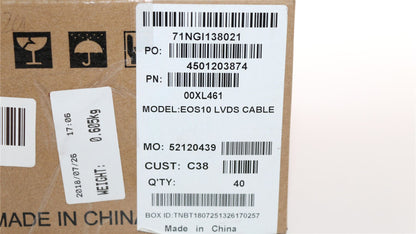 71NGI138021
PO:
4501203874
PN:
00XL461
MODEL:EOS10 LVDS CABLE
MO: 52120439
CUST: C38
Q'TY: 40
BOX ID:TNBT1807251326170257
Made in China
2018/07/26 17:06
WEIGHT: 0.605kg
MADE IN CHINA